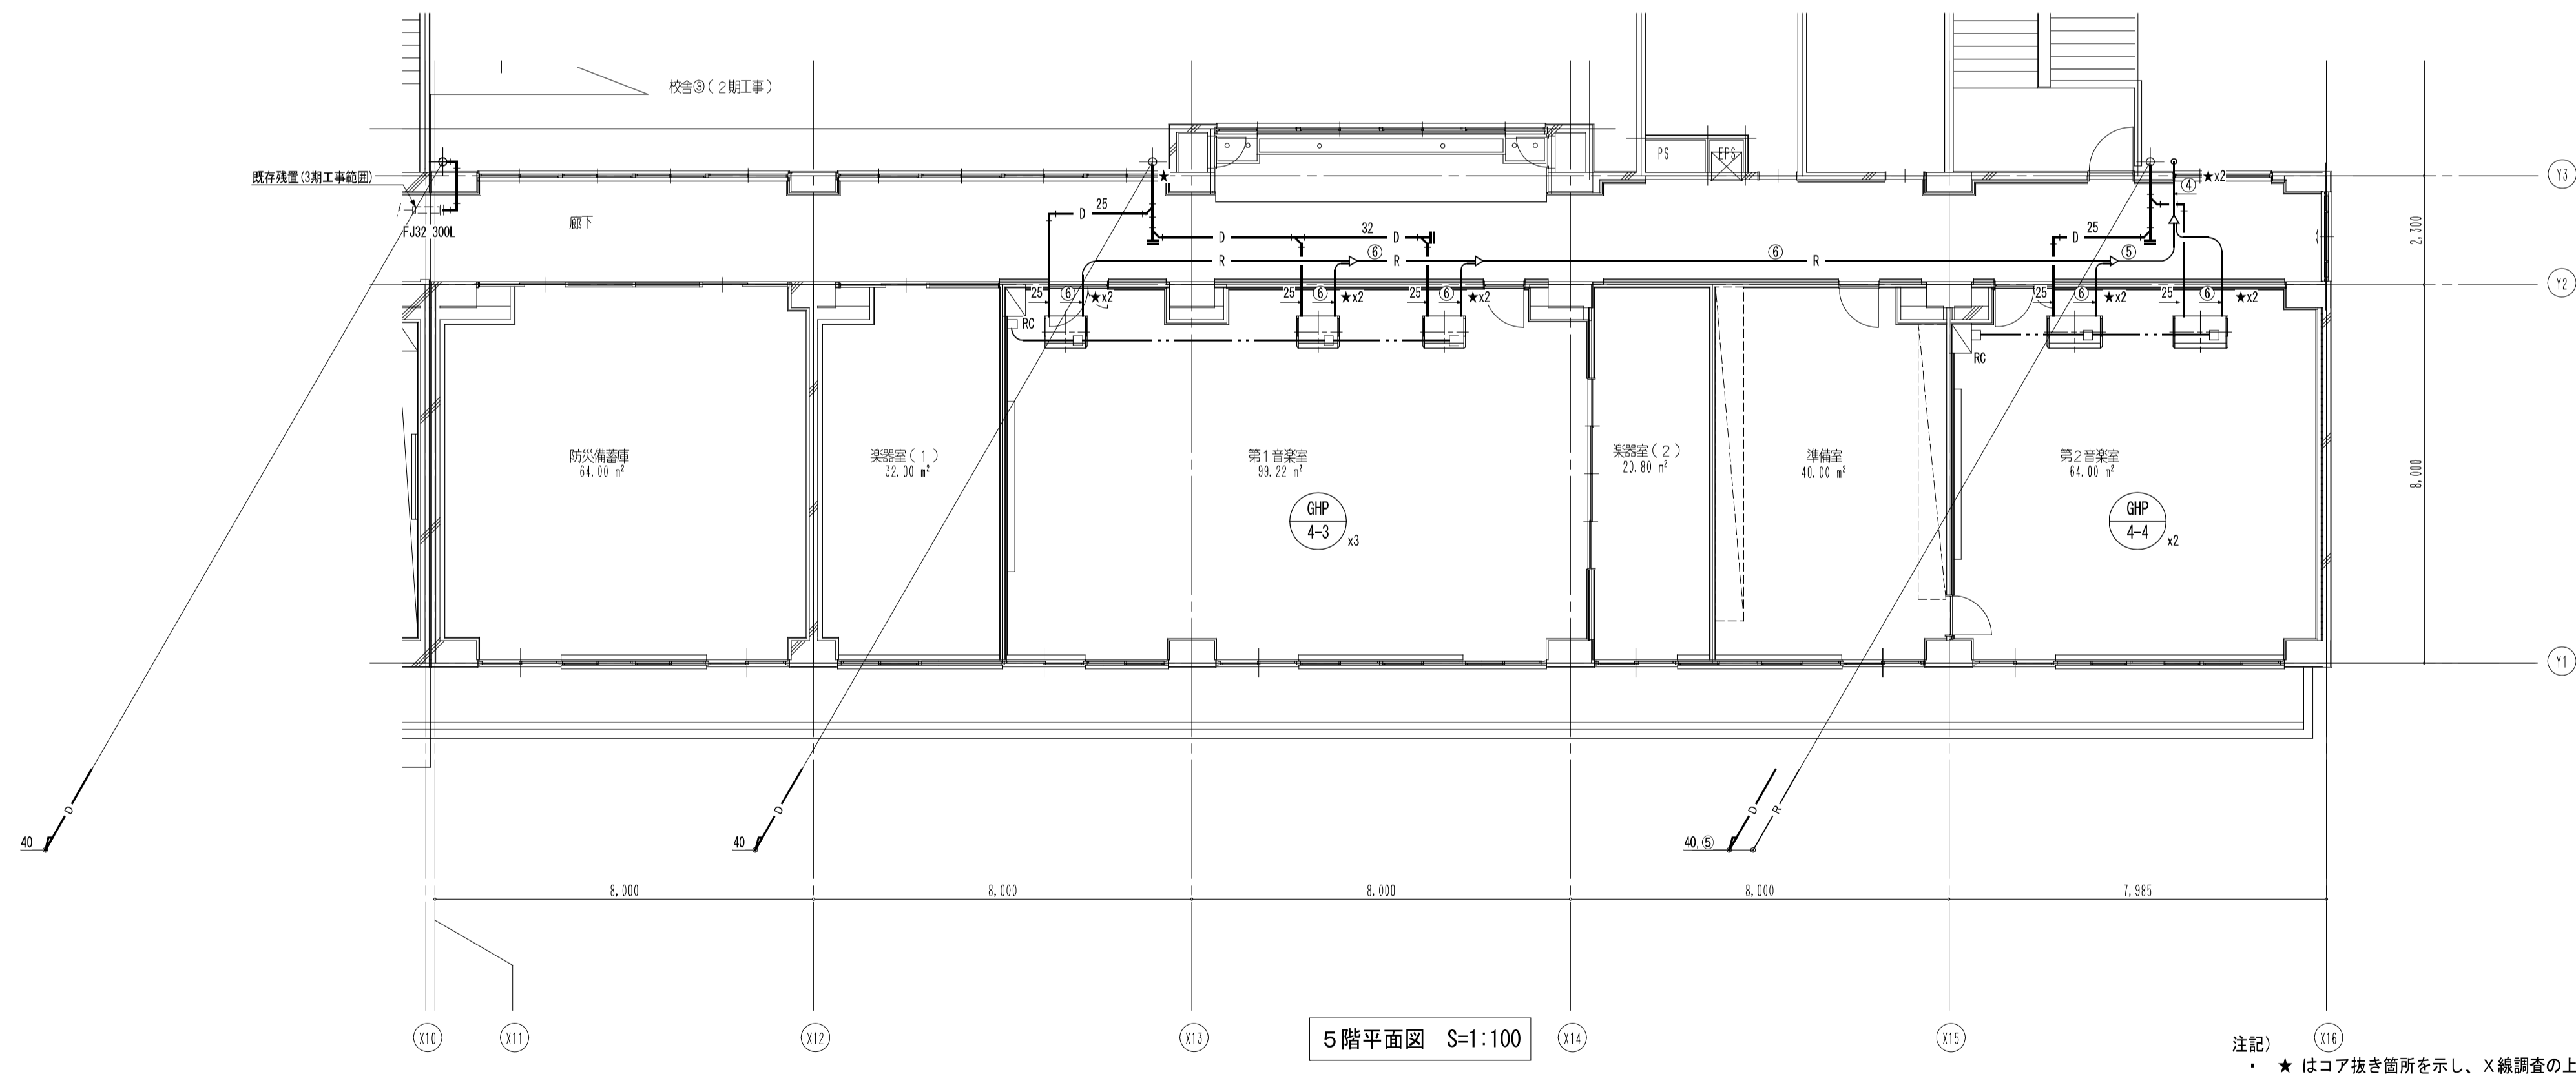 校舎③(2期工事)
PS
EPS
既存残置(3期工事範囲)
FJ32 300L
廊下
D
25
★
D
32
D
R
⑥
R
⑥
R
⑤
D
25
④
★x2
Y3
2,300
Y2
25
⑥
★x2
RC
25
⑥
★x2
25
⑥
★x2
25
⑥
★x2
25
⑥
★x2
RC
防災備蓄庫
64.00 m²
楽器室(1)
32.00 m²
第1音楽室
99.22 m²
GHP
4-3
x3
楽器室(2)
20.80 m²
準備室
40.00 m²
第2音楽室
64.00 m²
GHP
4-4
x2
8,000
Y1
D
40
D
40
D
R
40,⑤
8,000
8,000
8,000
8,000
7,985
X10
X11
X12
X13
X14
X15
X16
5階平面図 S=1:100
注記)
・ ★ はコア抜き箇所を示し、X線調査の上